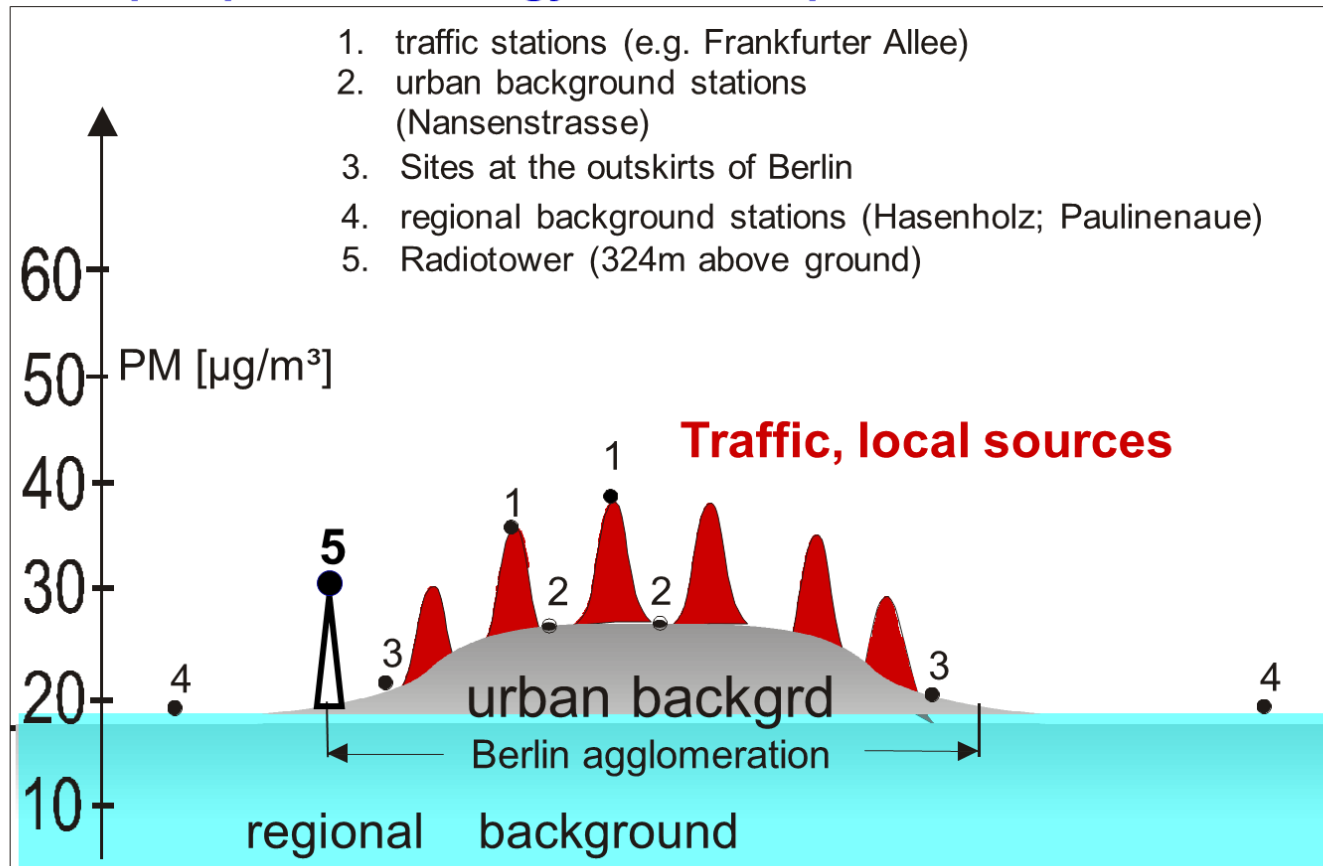 1. traffic stations (e.g. Frankfurter Allee)
2. urban background stations
(Nansenstrasse)
3. Sites at the outskirts of Berlin
4. regional background stations (Hasenholz; Paulinenaue)
5. Radiotower (324m above ground)
60
PM [µg/m³]
50
Traffic, local sources
40
1
1
5
30
2
2
3
3
4
4
20
urban backgrd
Berlin agglomeration
10
regional background